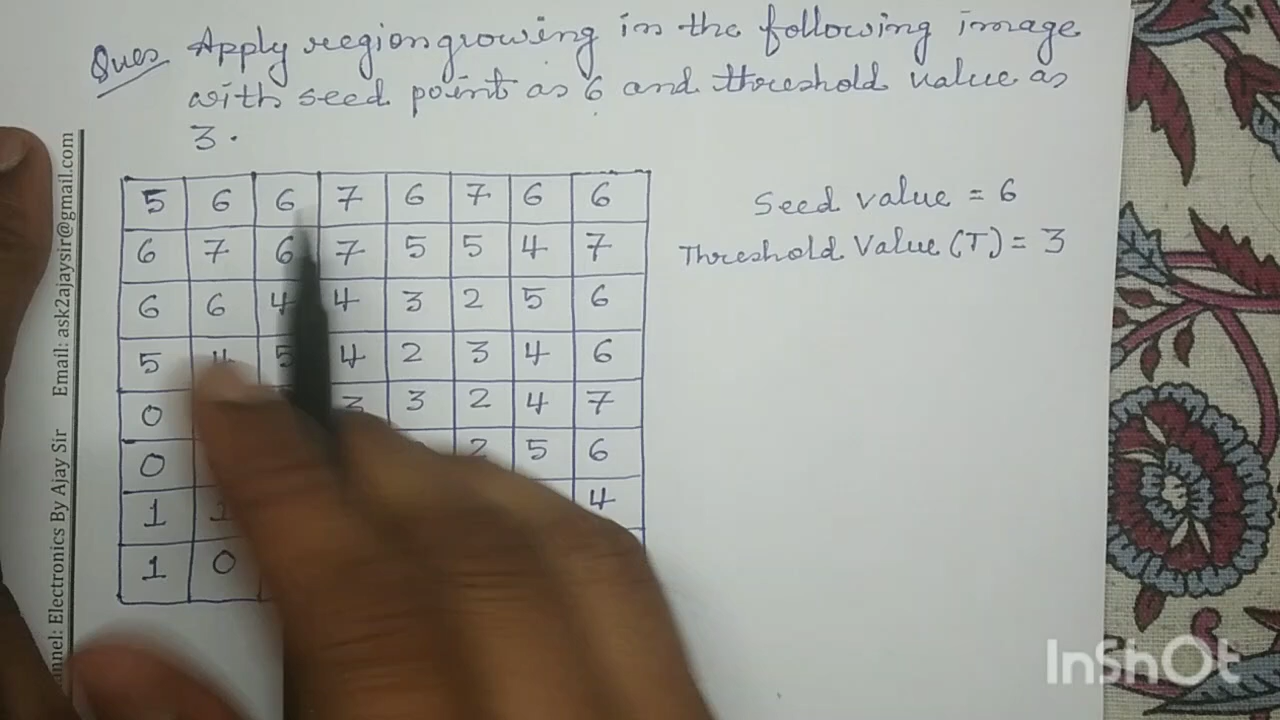 Ques Apply region growing in the following image
with seed point as 6 and threshold value as
3.
Seed value = 6
Threshold Value (T) = 3
5 6 6 7 6 7 6 6
6 7 6 7 5 5 4 7
6 6 4 4 3 2 5 6
5 4 5 4 2 3 4 6
0 3 3 2 4 7
0 2 5 6
1 1 4
1 0
Email: ask2ajaysir@gmail.com
nnel: Electronics By Ajay Sir
InShOt